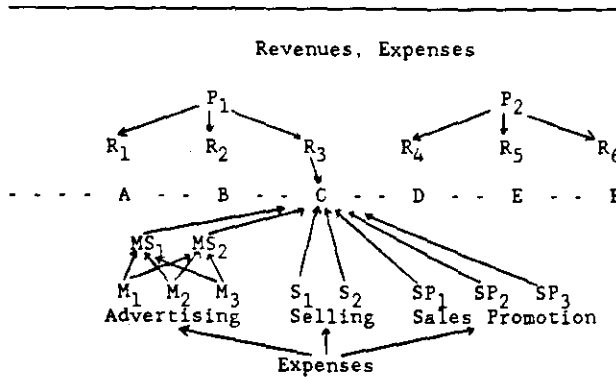 Revenues, Expenses
P1 P2
R1 R2 R3 R4 R5 R6
A B C D E
MS1 MS2
M1 M2 M3 S1 S2 SP1 SP2 SP3
Advertising Selling Sales Promotion
Expenses